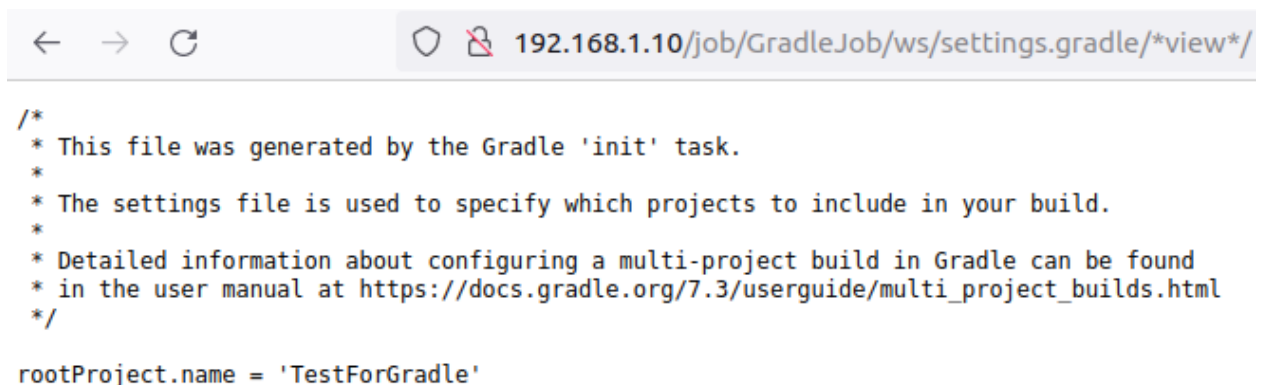 192.168.1.10/job/GradleJob/ws/settings.gradle/*view*/
/*
 * This file was generated by the Gradle 'init' task.
 *
 * The settings file is used to specify which projects to include in your build.
 *
 * Detailed information about configuring a multi-project build in Gradle can be found
 * in the user manual at https://docs.gradle.org/7.3/userguide/multi_project_builds.html
 */
rootProject.name = 'TestForGradle'